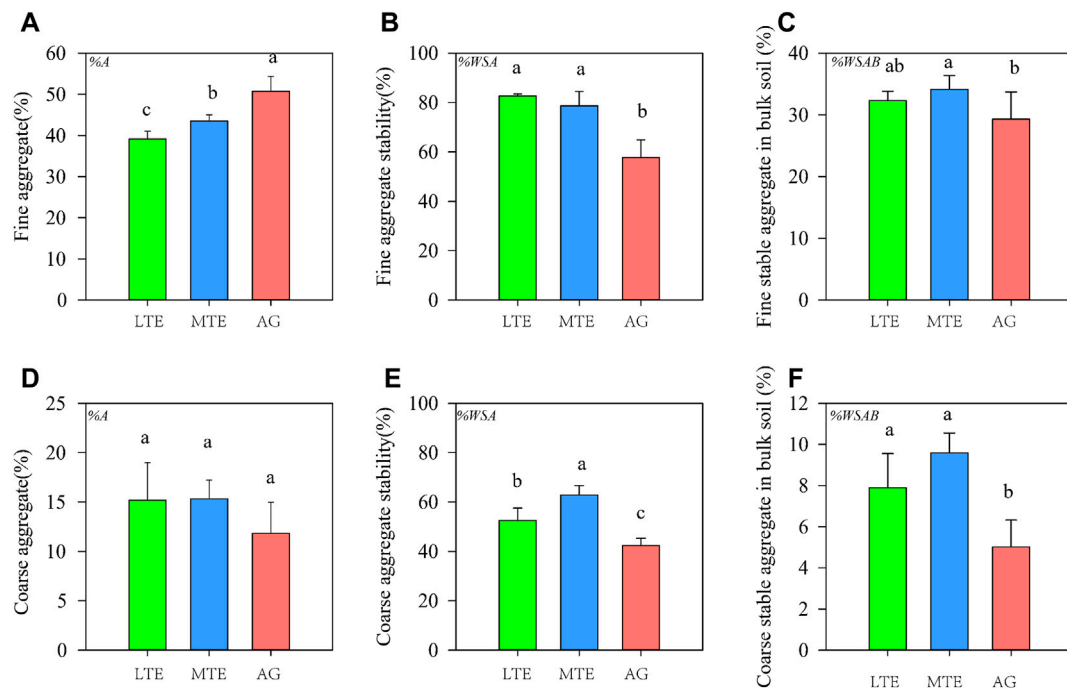 A
Fine aggregate(%)
60
50
40
30
20
10
0
%A
c
b
a
LTE
MTE
AG
B
Fine aggregate stability(%)
100
80
60
40
20
0
%WSA
a
a
b
LTE
MTE
AG
C
Fine stable aggregate in bulk soil (%)
40
30
20
10
0
%WSAB
ab
a
b
LTE
MTE
AG
D
Coarse aggregate(%)
25
20
15
10
5
0
%A
a
a
a
LTE
MTE
AG
E
Coarse aggregate stability(%)
100
80
60
40
20
0
%WSA
b
a
c
LTE
MTE
AG
F
Coarse stable aggregate in bulk soil (%)
12
10
8
6
4
2
0
%WSAB
a
a
b
LTE
MTE
AG